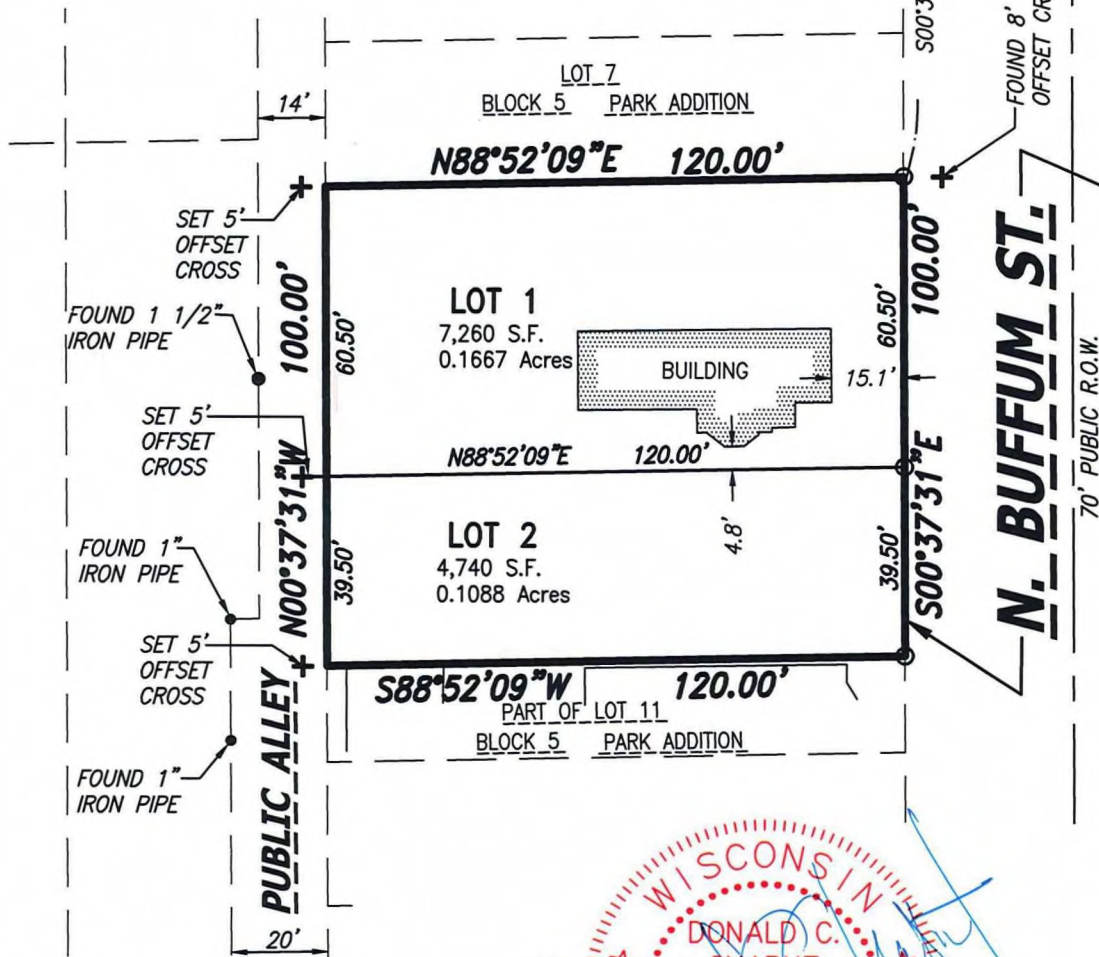 S00°3
FOUND 8'
OFFSET CR
LOT 7
BLOCK 5 PARK ADDITION
14'
N88°52'09"E 120.00'
SET 5'
OFFSET
CROSS
100.00'
60.50'
LOT 1
7,260 S.F.
0.1667 Acres
BUILDING
15.1'
60.50'
100.00'
FOUND 1 1/2"
IRON PIPE
SET 5'
OFFSET
CROSS
N88°52'09"E 120.00'
4.8'
N00°37'31"W
S00°37'31"E
N. BUFFUM ST.
70' PUBLIC R.O.W.
FOUND 1"
IRON PIPE
39.50'
LOT 2
4,740 S.F.
0.1088 Acres
39.50'
SET 5'
OFFSET
CROSS
S88°52'09"W 120.00'
PART OF LOT 11
BLOCK 5 PARK ADDITION
FOUND 1"
IRON PIPE
PUBLIC ALLEY
20'
WISCONSIN
DONALD C.